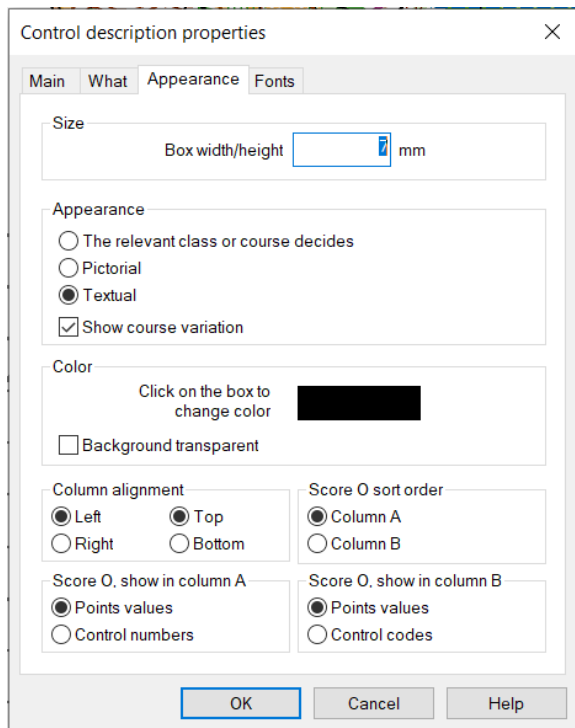 Control description properties
Main What Appearance Fonts
Size
Box width/height 7 mm
Appearance
The relevant class or course decides
Pictorial
Textual
Show course variation
Color
Click on the box to
change color
Background transparent
Column alignment
Left Top
Right Bottom
Score O sort order
Column A
Column B
Score O, show in column A
Points values
Control numbers
Score O, show in column B
Points values
Control codes
OK Cancel Help